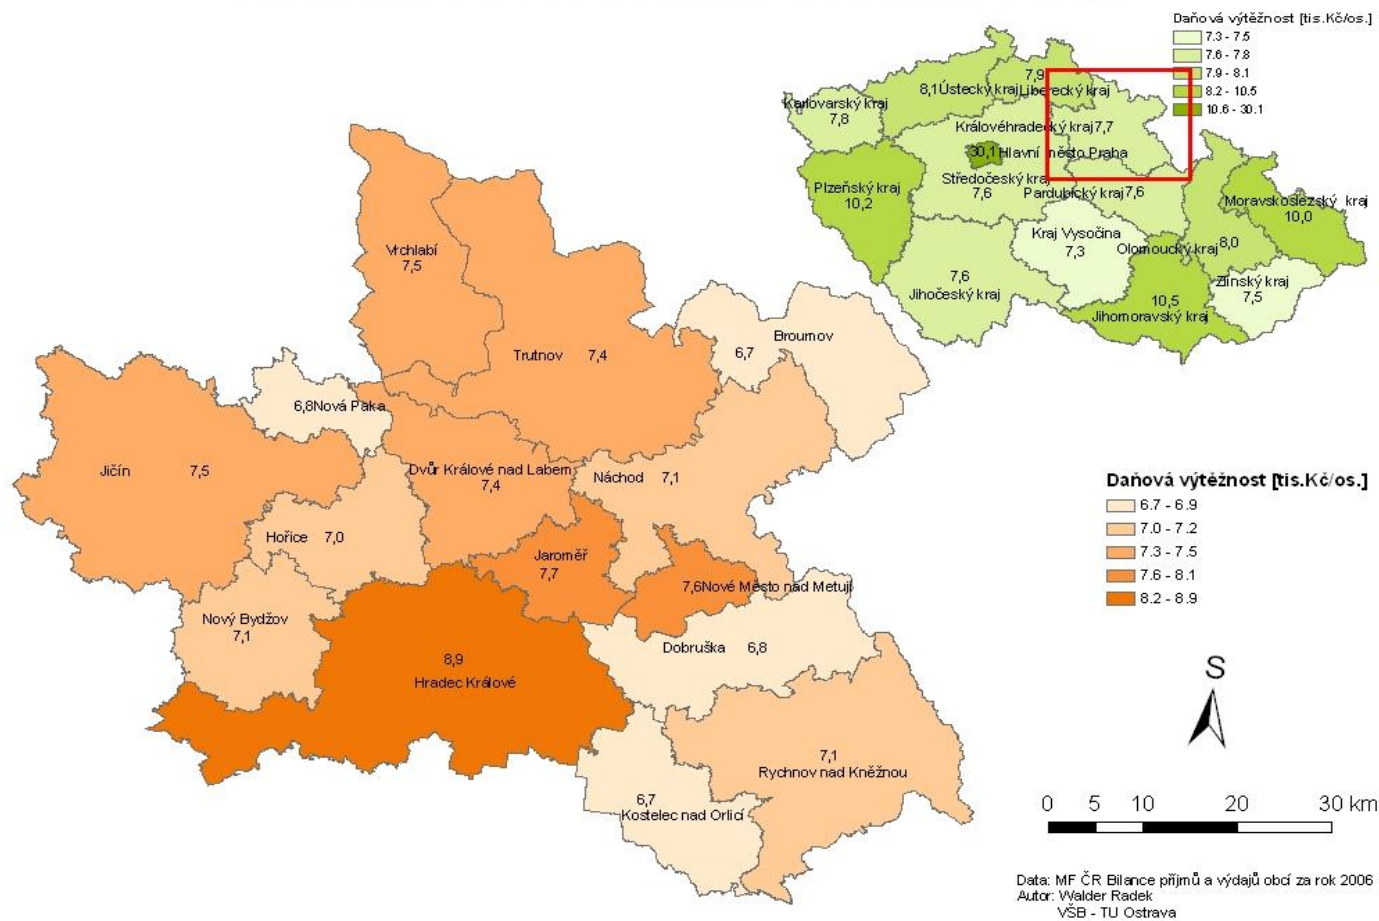 Daňová výtěžnost [tis.Kč/os.]
7.3 - 7.5
7.6 - 7.8
7.9 - 8.1
8.2 - 10.5
10.6 - 30.1
7,9
Liberecký kraj
8,1 Ústecký kraj
Karlovarský kraj
7,8
Královéhradecký kraj 7,7
30,1 Hlavní město Praha
Středočeský kraj
7,6
Pardubický kraj 7,6
Plzeňský kraj
10,2
Moravskoslezský kraj
10,0
Kraj Vysočina
7,3
Olomoucký kraj 8,0
Zlínský kraj
7,5
7,6
Jihočeský kraj
10,5
Jihomoravský kraj
Vrchlabí
7,5
Trutnov 7,4
Broumov
6,7
6,8 Nová Paka
Jičín 7,5
Dvůr Králové nad Labem
7,4
Náchod 7,1
Hořice 7,0
Jaroměř
7,7
7,6 Nové Město nad Metují
Nový Bydžov
7,1
Dobruška 6,8
8,9
Hradec Králové
7,1
Rychnov nad Kněžnou
6,7
Kostelec nad Orlicí
Daňová výtěžnost [tis.Kč/os.]
6.7 - 6.9
7.0 - 7.2
7.3 - 7.5
7.6 - 8.1
8.2 - 8.9
S
0 5 10 20 30 km
Data: MF ČR Bilance příjmů a výdajů obcí za rok 2006
Autor: Walder Radek
VŠB - TU Ostrava